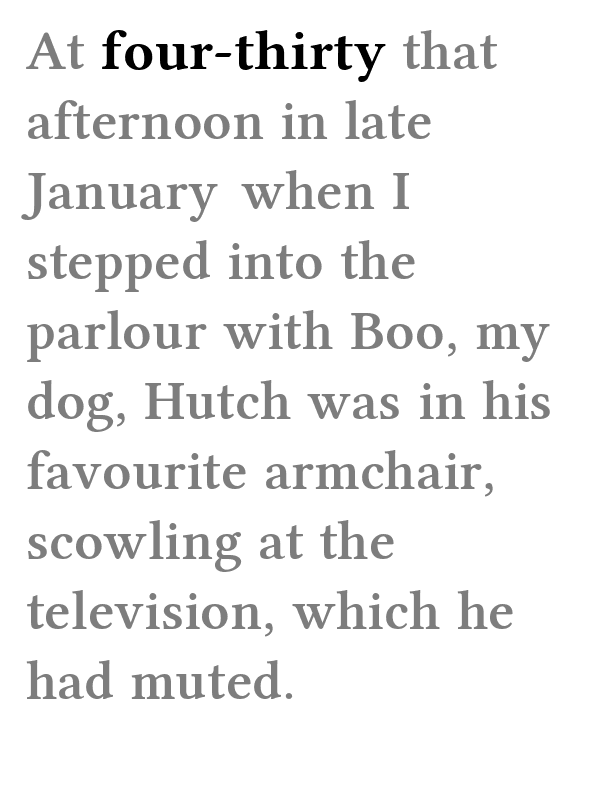 At four-thirty that
afternoon in late
January when I
stepped into the
parlour with Boo, my
dog, Hutch was in his
favourite armchair,
scowling at the
television, which he
had muted.